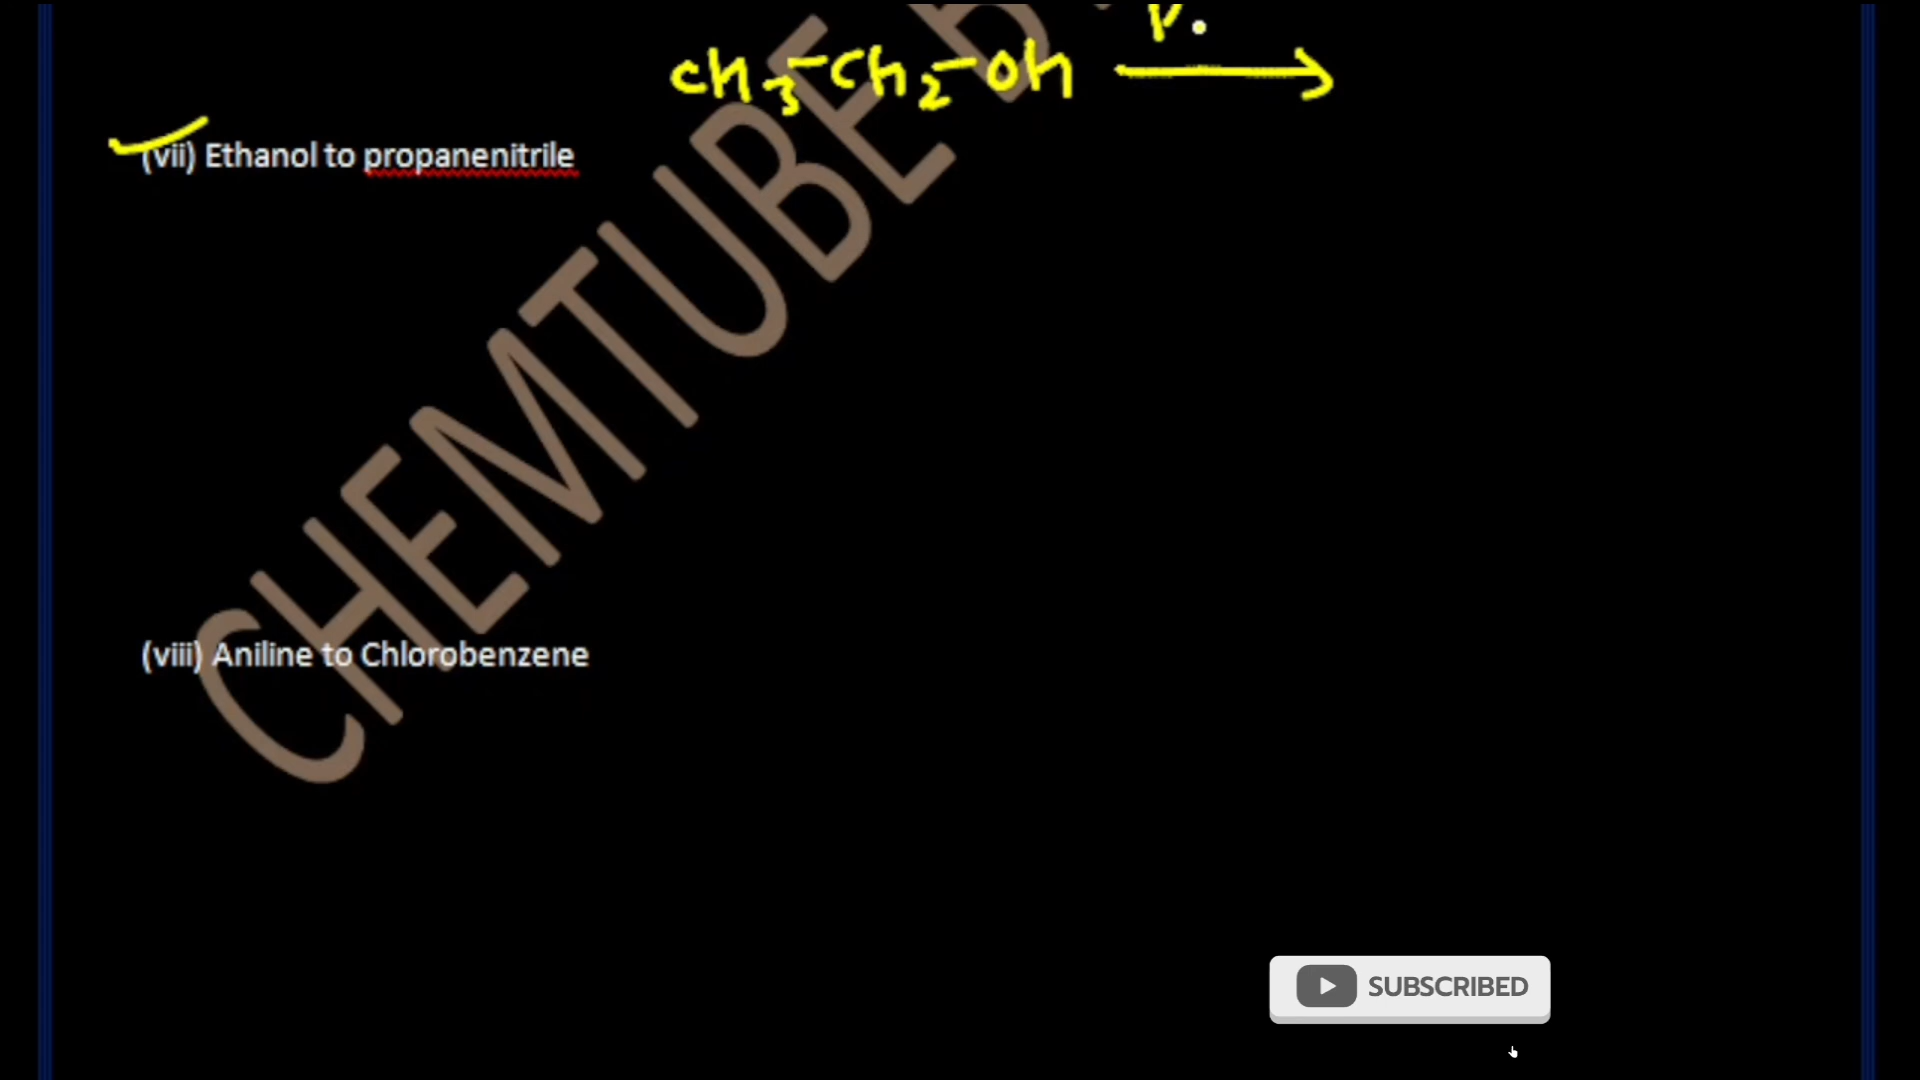 ch3-ch2-oh
(vii) Ethanol to propanenitrile
CHEMTUBE
(viii) Aniline to Chlorobenzene
SUBSCRIBED